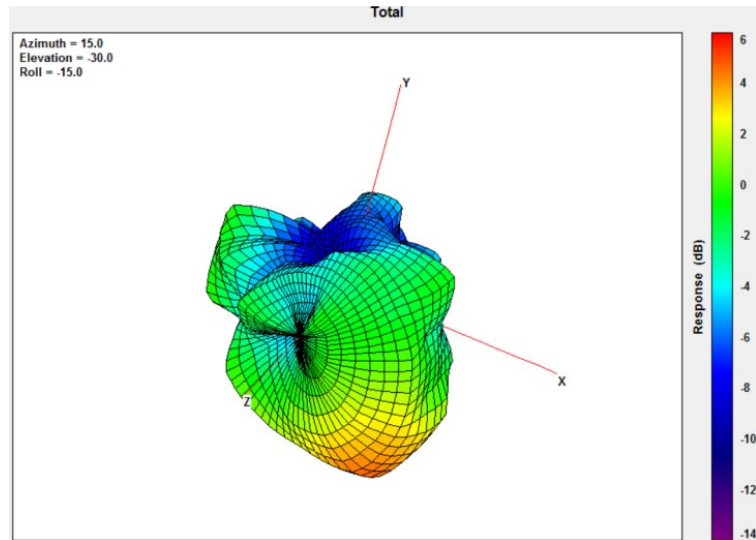 Total
Azimuth = 15.0
Elevation = -30.0
Roll = -15.0
Y
X
Z
6
4
2
0
-2
-4
-6
-8
-10
-12
-14
Response (dB)